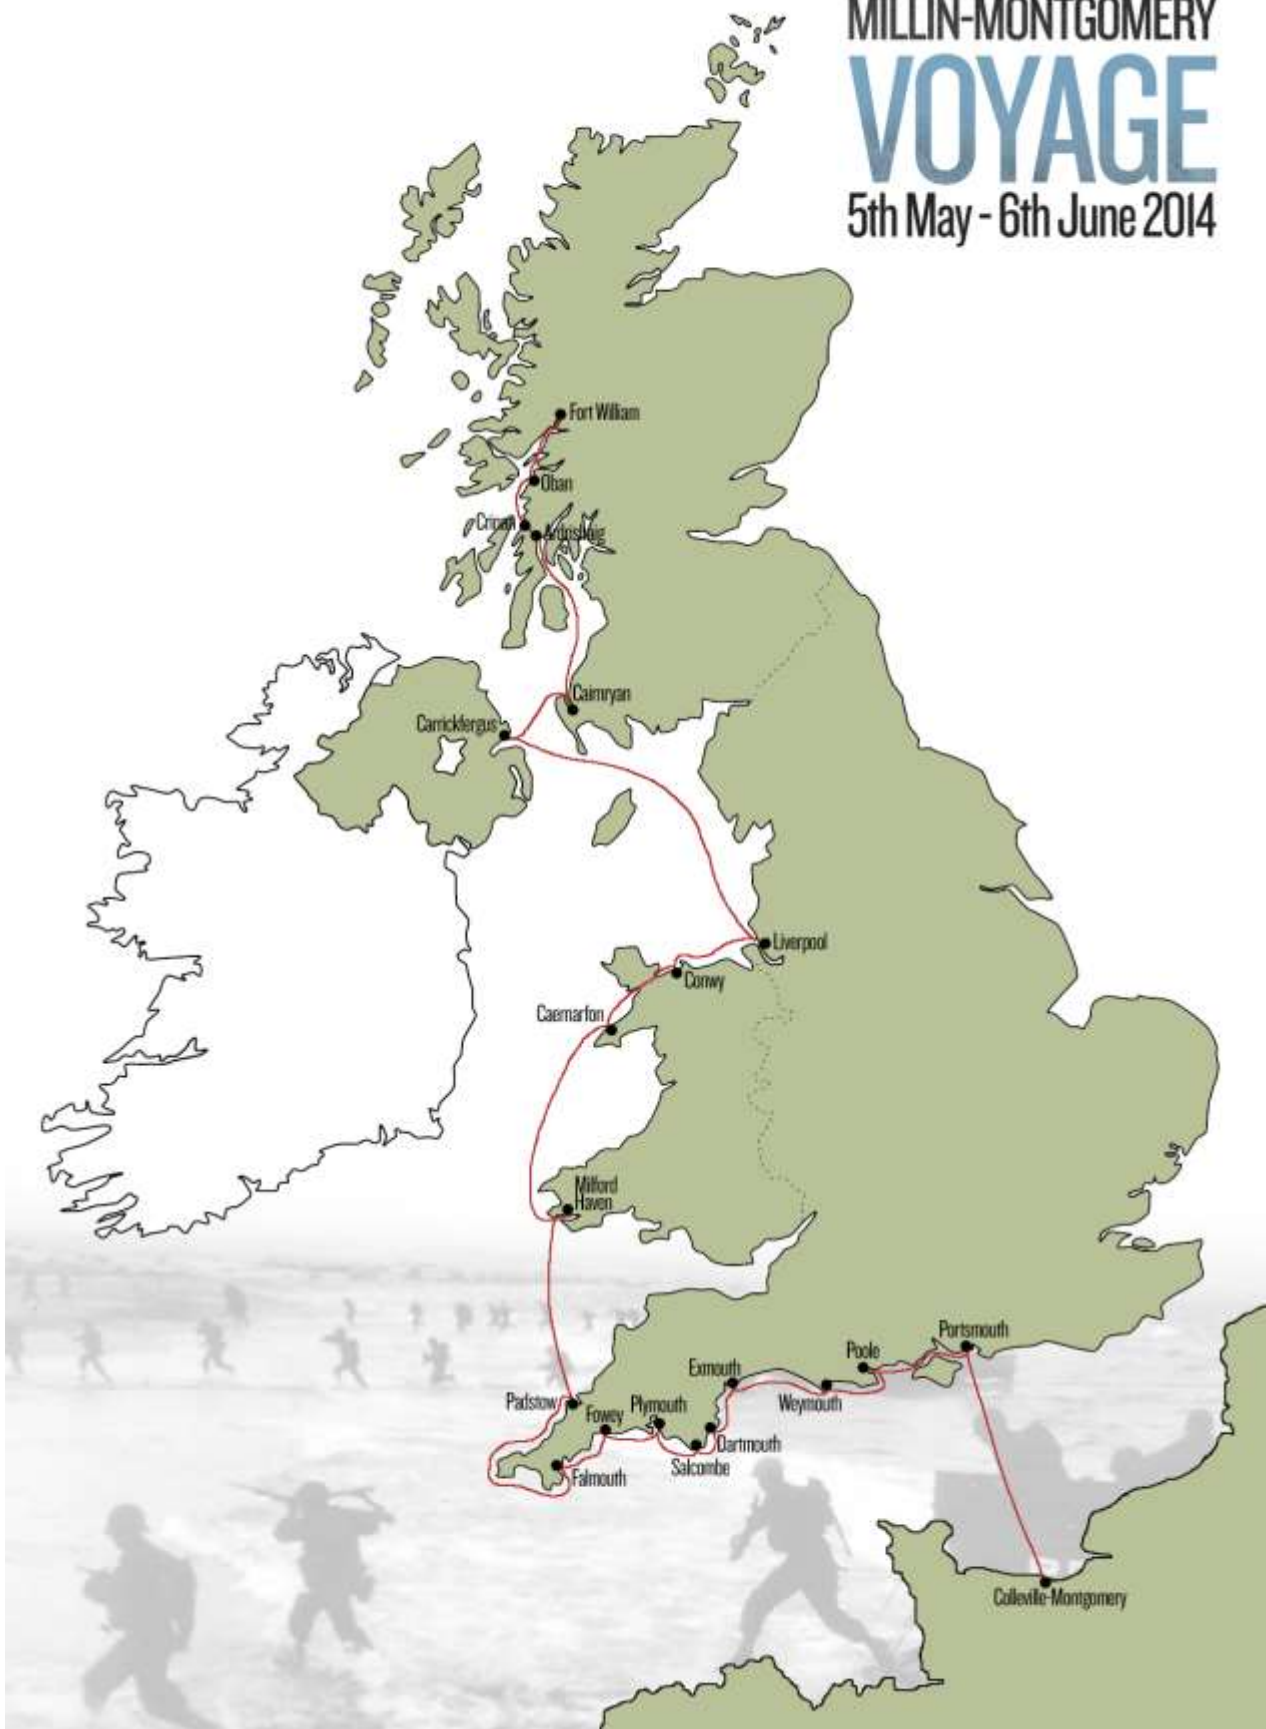 MILLIN-MONTGOMERY
VOYAGE
5th May - 6th June 2014
Fort William
Oban
Crinan
Ardrishaig
Cairnryan
Carrickfergus
Liverpool
Conwy
Caernarfon
Milford
Haven
Portsmouth
Poole
Exmouth
Weymouth
Padstow
Fowey
Plymouth
Dartmouth
Salcombe
Falmouth
Colleville-Montgomery